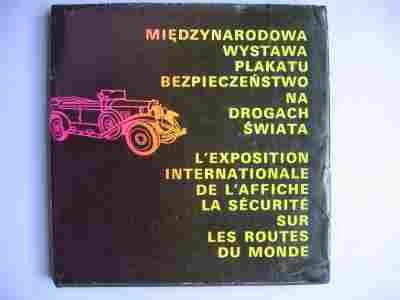 MIĘDZYNARODOWA
WYSTAWA
PLAKATU
BEZPIECZEŃSTWO
NA
DROGACH
ŚWIATA
L'EXPOSITION
INTERNATIONALE
DE L'AFFICHE
LA SÉCURITÉ
SUR
LES ROUTES
DU MONDE